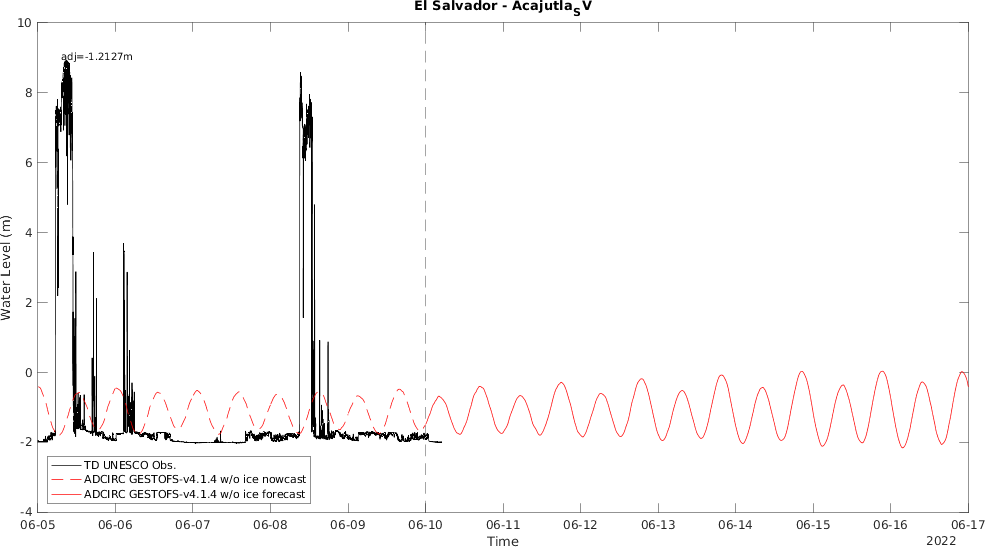 El Salvador - Acajutla_SV
adj=-1.2127m
10
8
6
4
2
0
-2
-4
Water Level (m)
TD UNESCO Obs.
ADCIRC GESTOFS-v4.1.4 w/o ice nowcast
ADCIRC GESTOFS-v4.1.4 w/o ice forecast
06-05 06-06 06-07 06-08 06-09 06-10 06-11 06-12 06-13 06-14 06-15 06-16 06-17
Time
2022